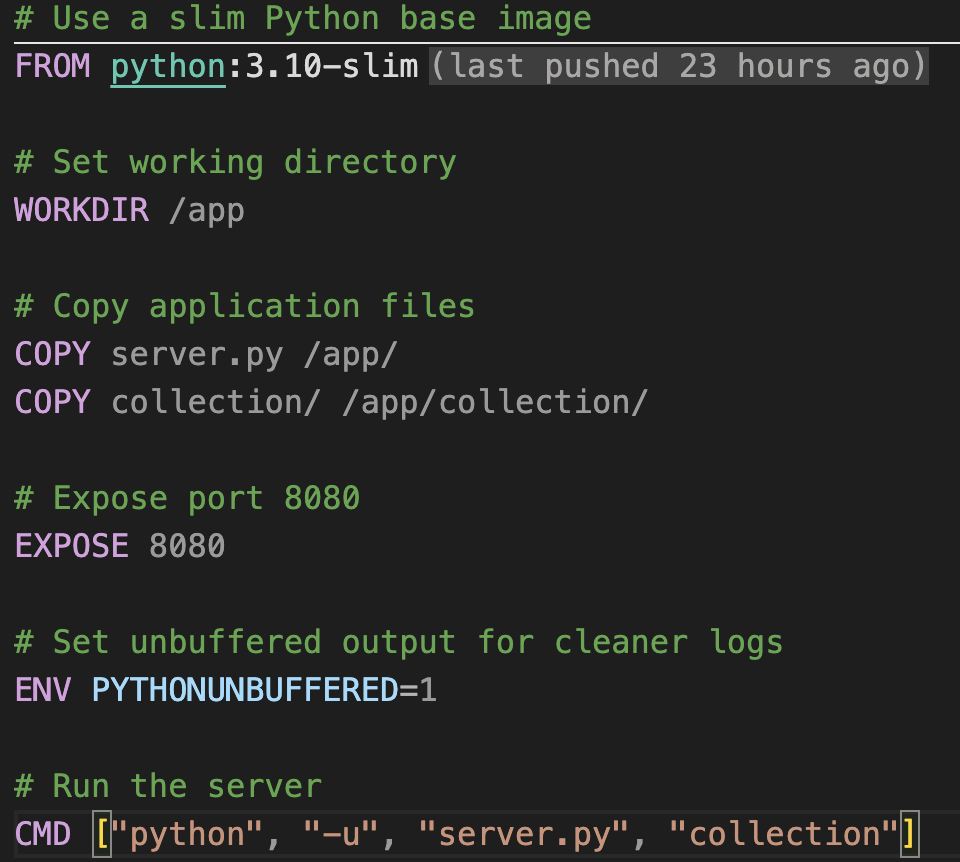 # Use a slim Python base image
FROM python:3.10-slim (last pushed 23 hours ago)
# Set working directory
WORKDIR /app
# Copy application files
COPY server.py /app/
COPY collection/ /app/collection/
# Expose port 8080
EXPOSE 8080
# Set unbuffered output for cleaner logs
ENV PYTHONUNBUFFERED=1
# Run the server
CMD ["python", "-u", "server.py", "collection"]